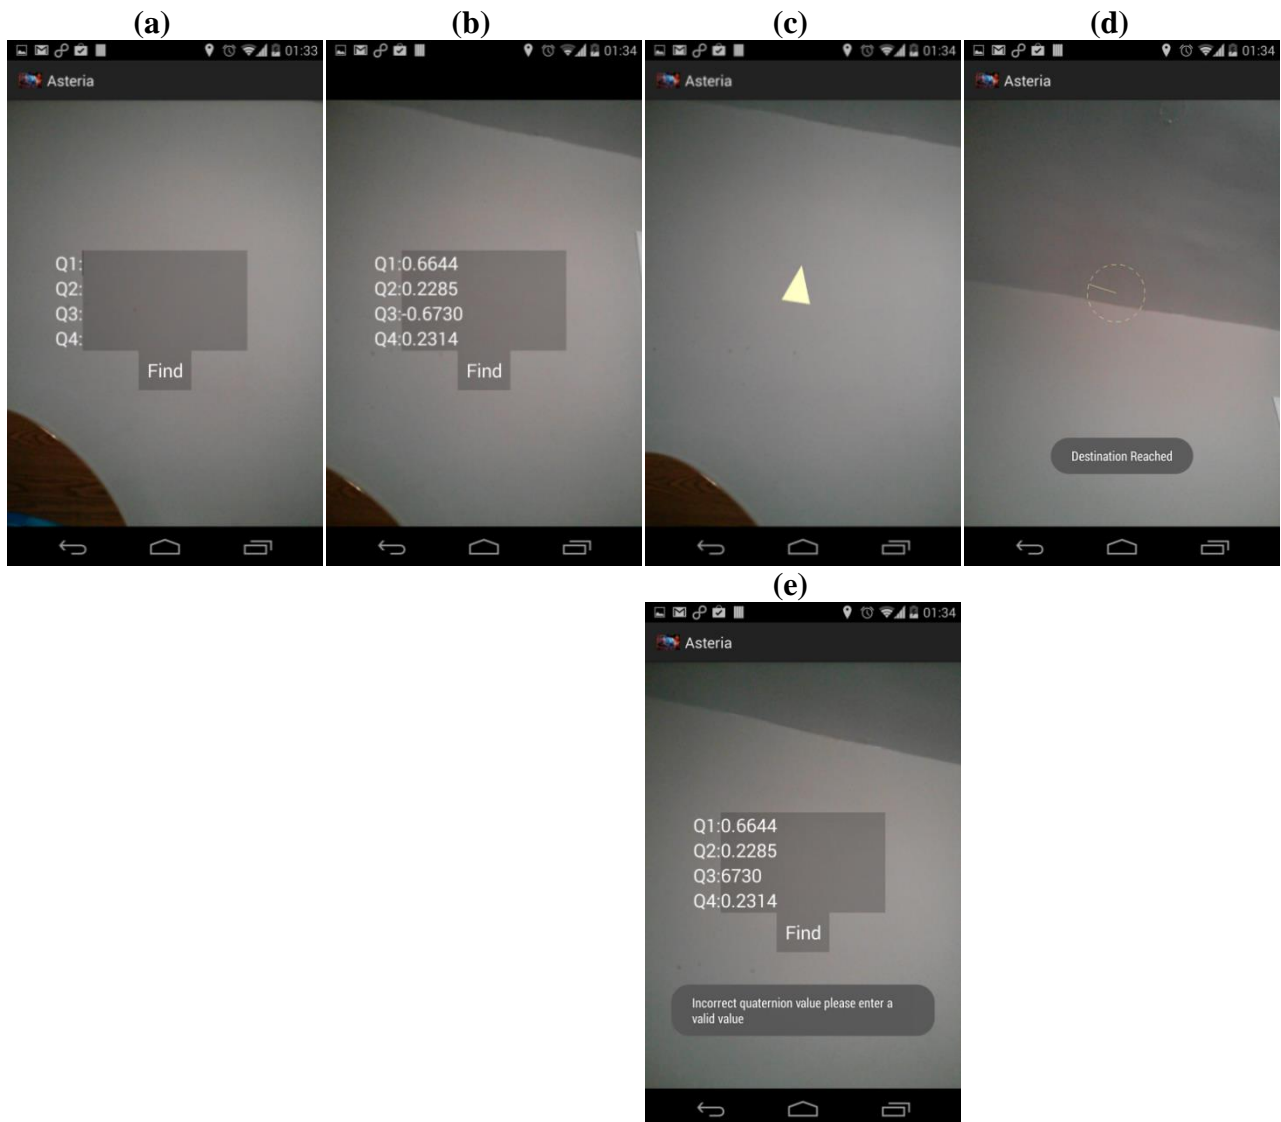 (a) (b) (c) (d)
01:33 01:34 01:34 01:34
Asteria Asteria Asteria
Q1: Q1:0.6644
Q2: Q2:0.2285
Q3: Q3:-0.6730
Q4: Q4:0.2314
Find Find
Destination Reached
(e)
01:34
Asteria
Q1:0.6644
Q2:0.2285
Q3:6730
Q4:0.2314
Find
Incorrect quaternion value please enter a
valid value